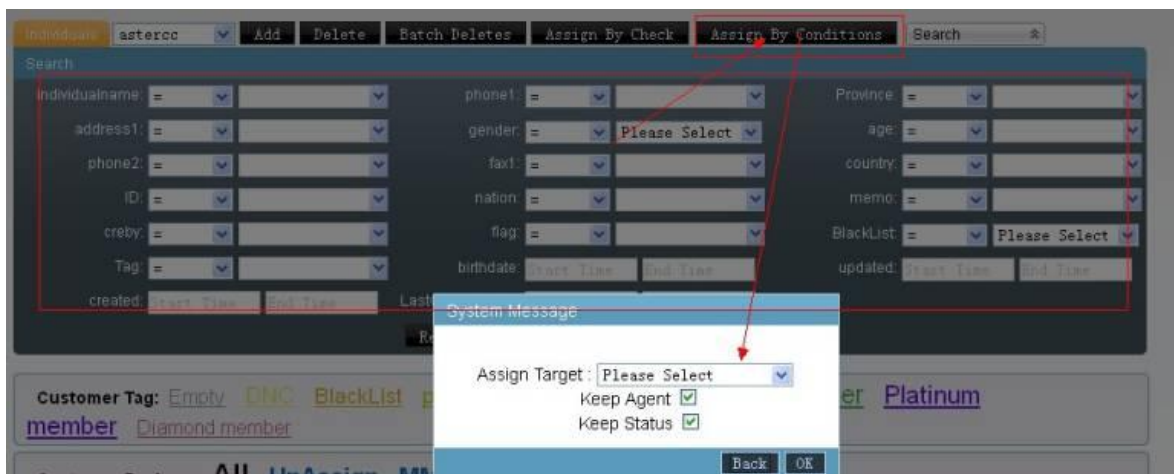 Individuals astercc Add Delete Batch Deletes Assign By Check Assign By Conditions Search
Search
Individualname: = phone1: = Province: =
address1: = gender: = Please Select age: =
phone2: = fax1: = country: =
ID: = nation: = memo: =
creby: = flag: = BlackList: = Please Select
Tag: = birthdate: Start Time End Time updated: Start Time End Time
created: Start Time End Time
System Message
Assign Target : Please Select
Keep Agent
Keep Status
Back OK
Customer Tag: Empty DNC BlackList Platinum
member Diamond member
All UnAssign